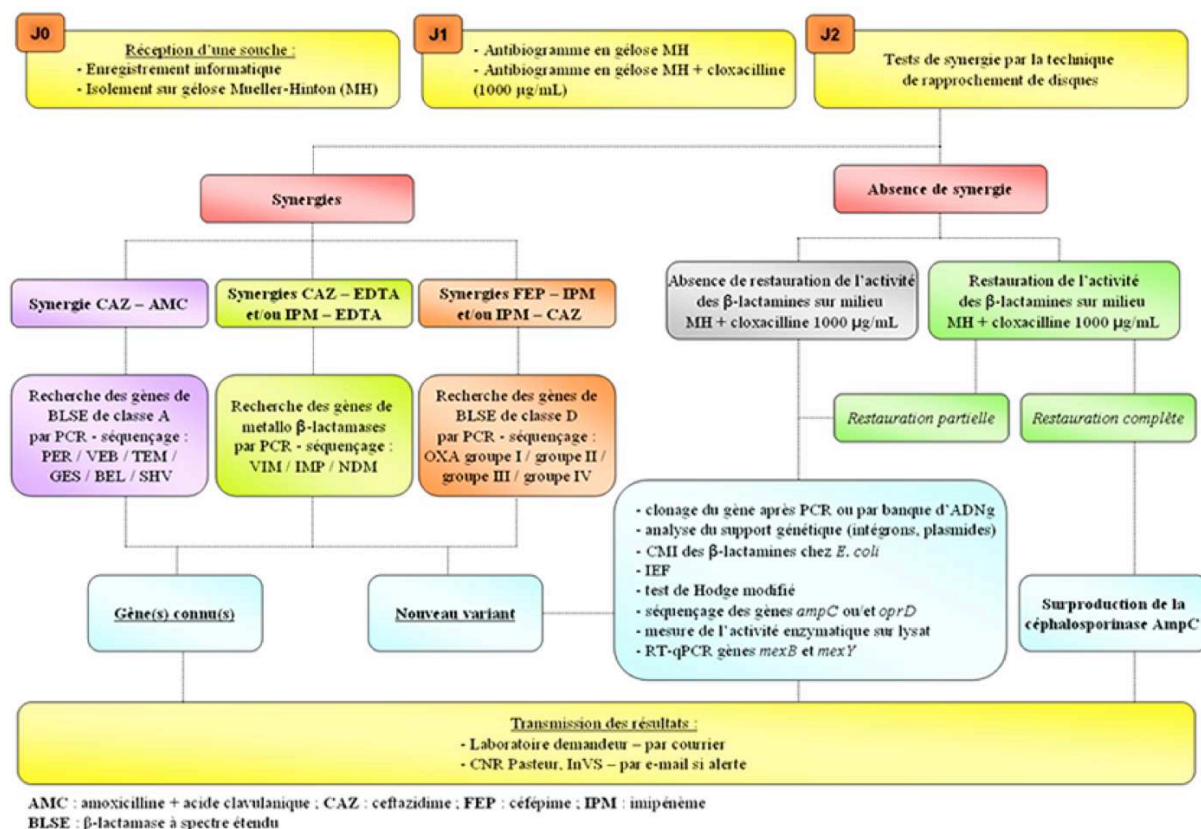 J0
Réception d'une souche :
- Enregistrement informatique
- Isolement sur gélose Mueller-Hinton (MH)
J1
- Antibiogramme en gélose MH
- Antibiogramme en gélose MH + cloxacilline
(1000 µg/mL)
J2
Tests de synergie par la technique
de rapprochement de disques
Synergies
Absence de synergie
Synergie CAZ – AMC
Synergies CAZ – EDTA
et/ou IPM – EDTA
Synergies FEP – IPM
et/ou IPM – CAZ
Absence de restauration de l'activité
des β-lactamines sur milieu
MH + cloxacilline 1000 µg/mL
Restauration de l'activité
des β-lactamines sur milieu
MH + cloxacilline 1000 µg/mL
Recherche des gènes de
BLSE de classe A
par PCR - séquençage :
PER / VEB / TEM /
GES / BEL / SHV
Recherche des gènes de
metallo β-lactamases
par PCR - séquençage :
VIM / IMP / NDM
Recherche des gènes de
BLSE de classe D
par PCR - séquençage :
OXA groupe I / groupe II /
groupe III / groupe IV
Restauration partielle
Restauration complète
- clonage du gène après PCR ou par banque d'ADNg
- analyse du support génétique (intégrons, plasmides)
- CMI des β-lactamines chez E. coli
- IEF
- test de Hodge modifié
- séquençage des gènes ampC ou/et oprD
- mesure de l'activité enzymatique sur lysat
- RT-qPCR gènes mexB et mexY
Gène(s) connu(s)
Nouveau variant
Surproduction de la
céphalosporinase AmpC
Transmission des résultats :
- Laboratoire demandeur – par courrier
- CNR Pasteur, InVS – par e-mail si alerte
AMC : amoxicilline + acide clavulanique ; CAZ : ceftazidime ; FEP : céfépime ; IPM : imipénème
BLSE : β-lactamase à spectre étendu